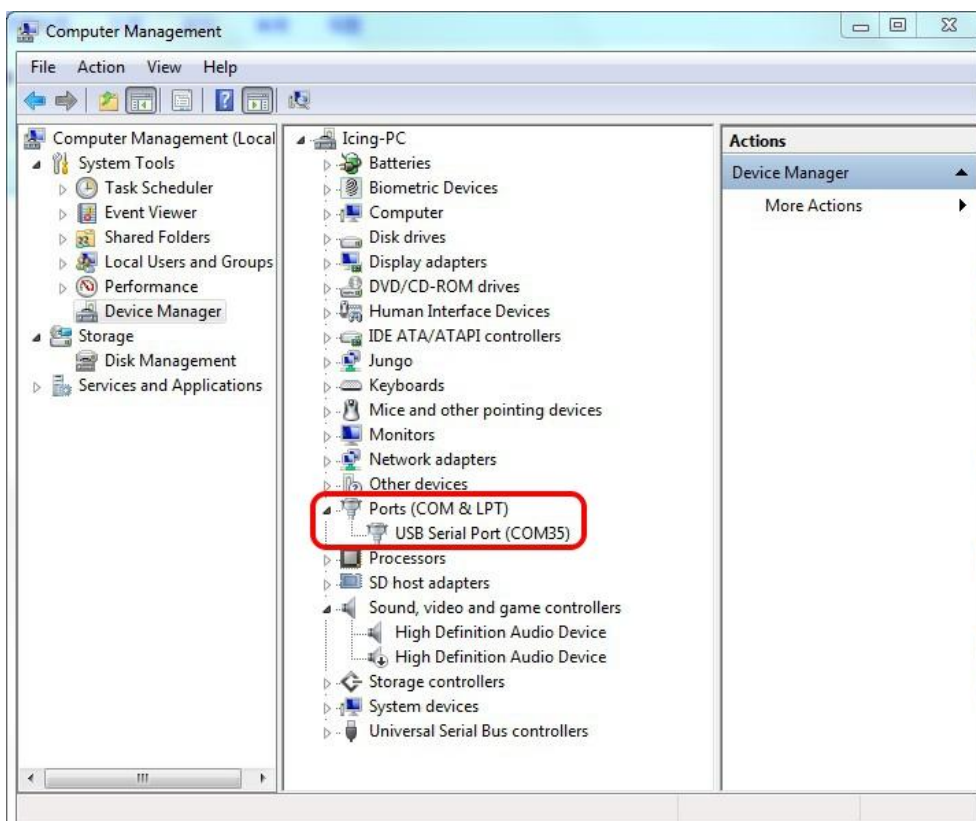 Computer Management
File Action View Help
Computer Management (Local
System Tools
Task Scheduler
Event Viewer
Shared Folders
Local Users and Groups
Performance
Device Manager
Storage
Disk Management
Services and Applications
Icing-PC
Batteries
Biometric Devices
Computer
Disk drives
Display adapters
DVD/CD-ROM drives
Human Interface Devices
IDE ATA/ATAPI controllers
Jungo
Keyboards
Mice and other pointing devices
Monitors
Network adapters
Other devices
Ports (COM & LPT)
USB Serial Port (COM35)
Processors
SD host adapters
Sound, video and game controllers
High Definition Audio Device
High Definition Audio Device
Storage controllers
System devices
Universal Serial Bus controllers
Actions
Device Manager
More Actions